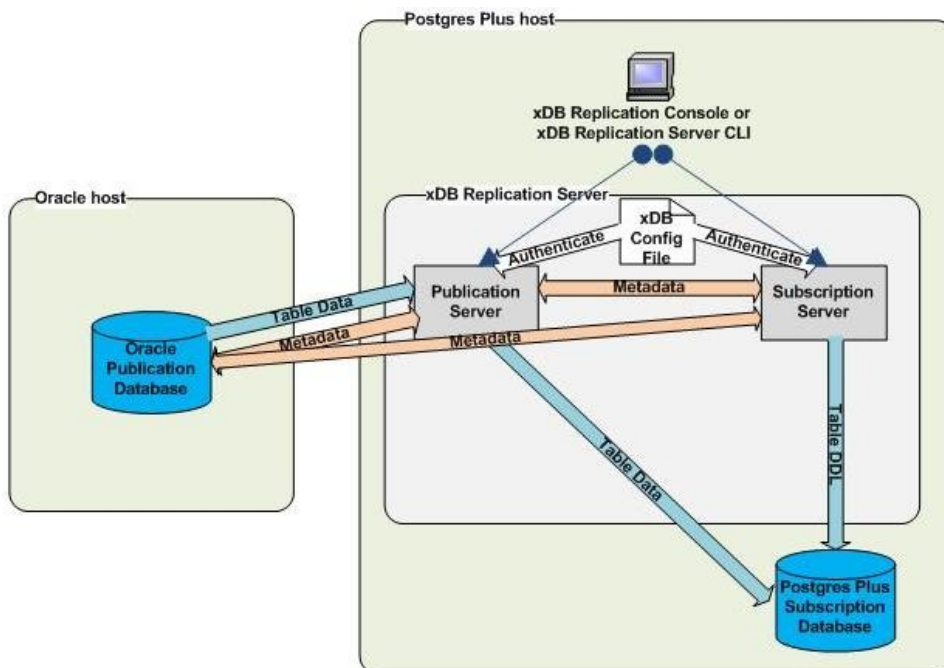 Postgres Plus host
xDB Replication Console or
xDB Replication Server CLI
Oracle host
xDB Replication Server
xDB
Config
File
Authenticate
Authenticate
Publication
Server
Metadata
Subscription
Server
Table Data
Metadata
Metadata
Oracle
Publication
Database
Table Data
Table DDL
Postgres Plus
Subscription
Database